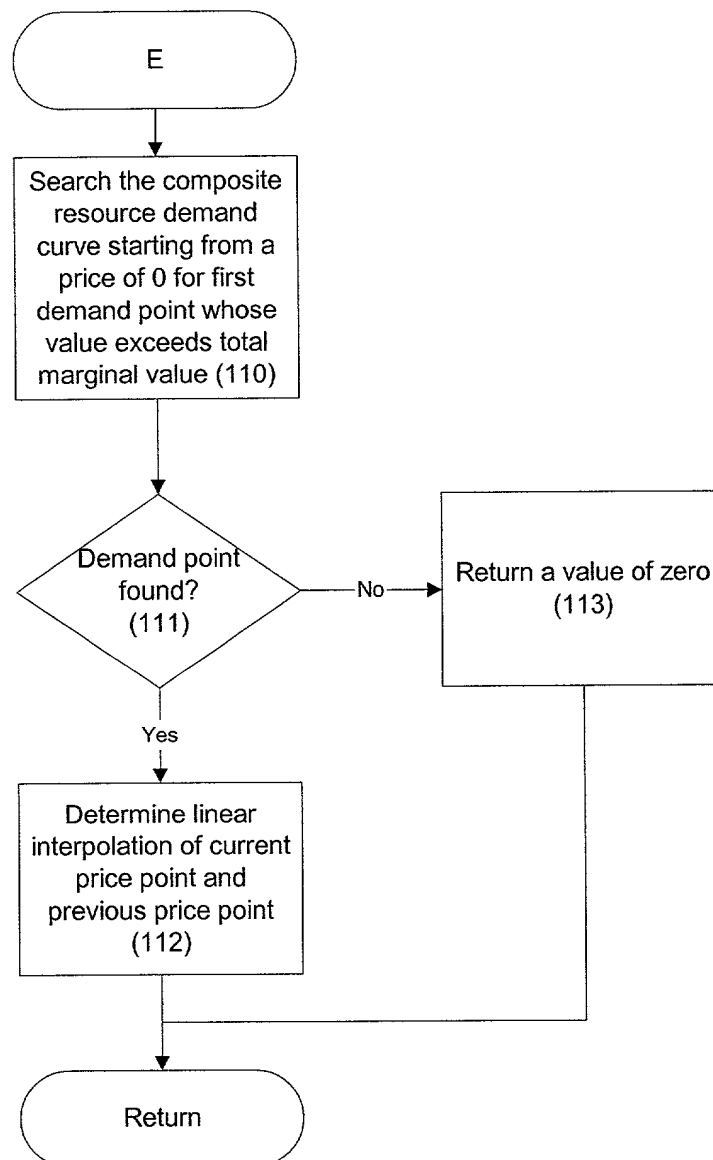 E
Search the composite
resource demand
curve starting from a
price of 0 for first
demand point whose
value exceeds total
marginal value (110)
Demand point
found?
(111)
No
Return a value of zero
(113)
Yes
Determine linear
interpolation of current
price point and
previous price point
(112)
Return